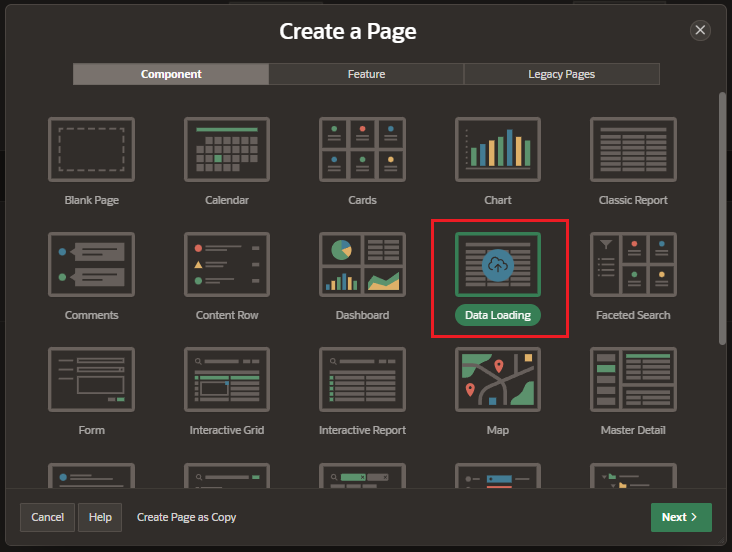 Create a Page
Component Feature Legacy Pages
Blank Page Calendar Cards Chart Classic Report
Comments Content Row Dashboard Data Loading Faceted Search
Form Interactive Grid Interactive Report Map Master Detail
Cancel Help Create Page as Copy Next